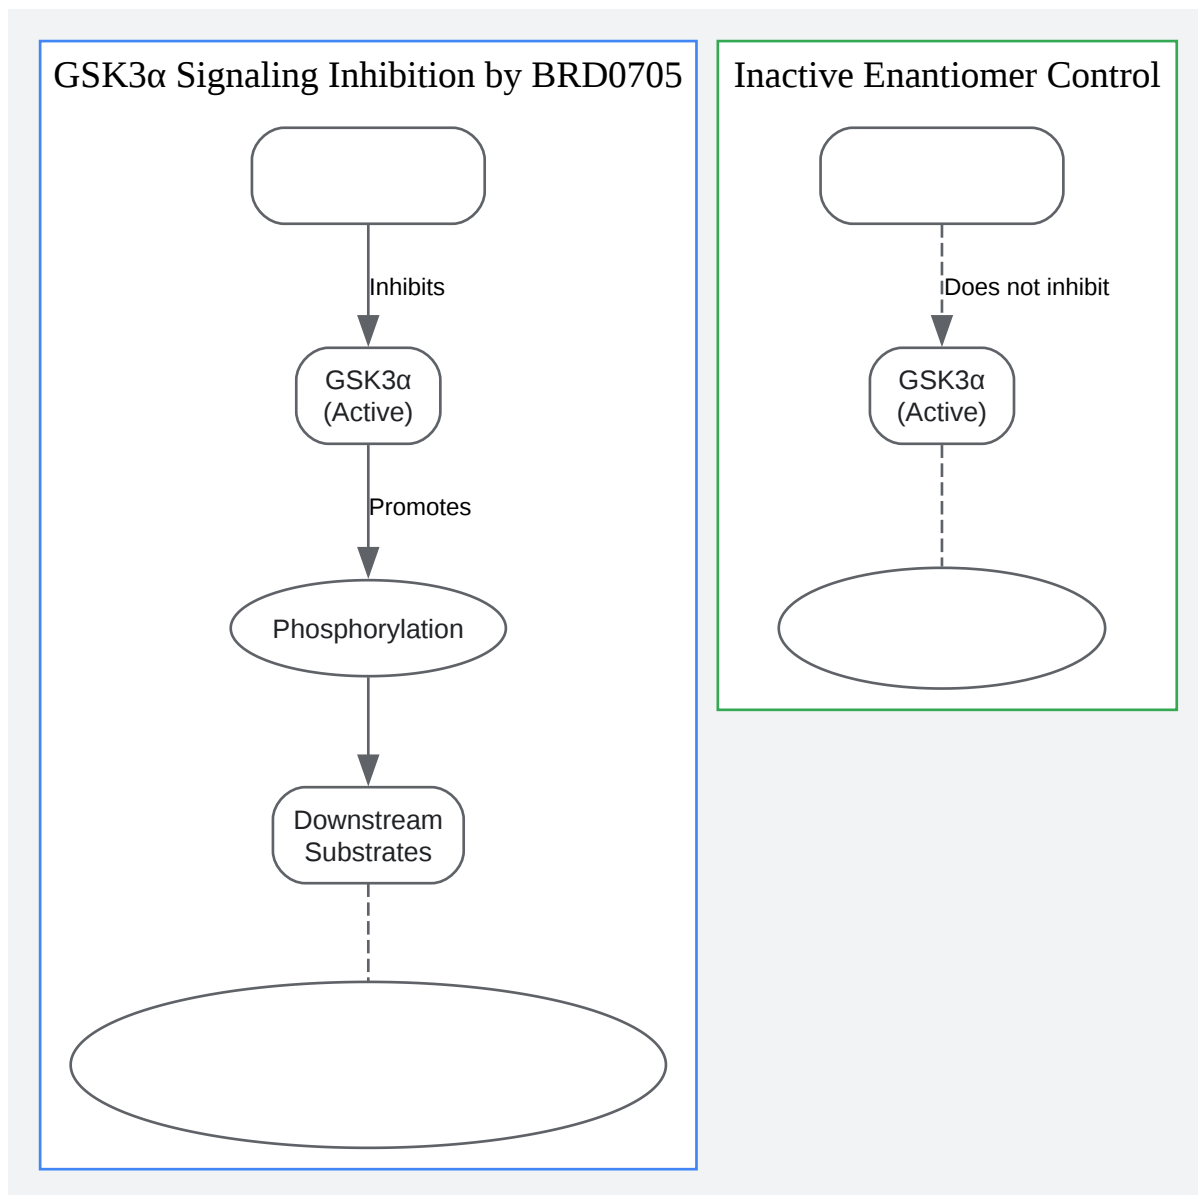 GSK3α Signaling Inhibition by BRD0705
Inhibits
GSK3α
(Active)
Promotes
Phosphorylation
Downstream
Substrates
Inactive Enantiomer Control
Does not inhibit
GSK3α
(Active)